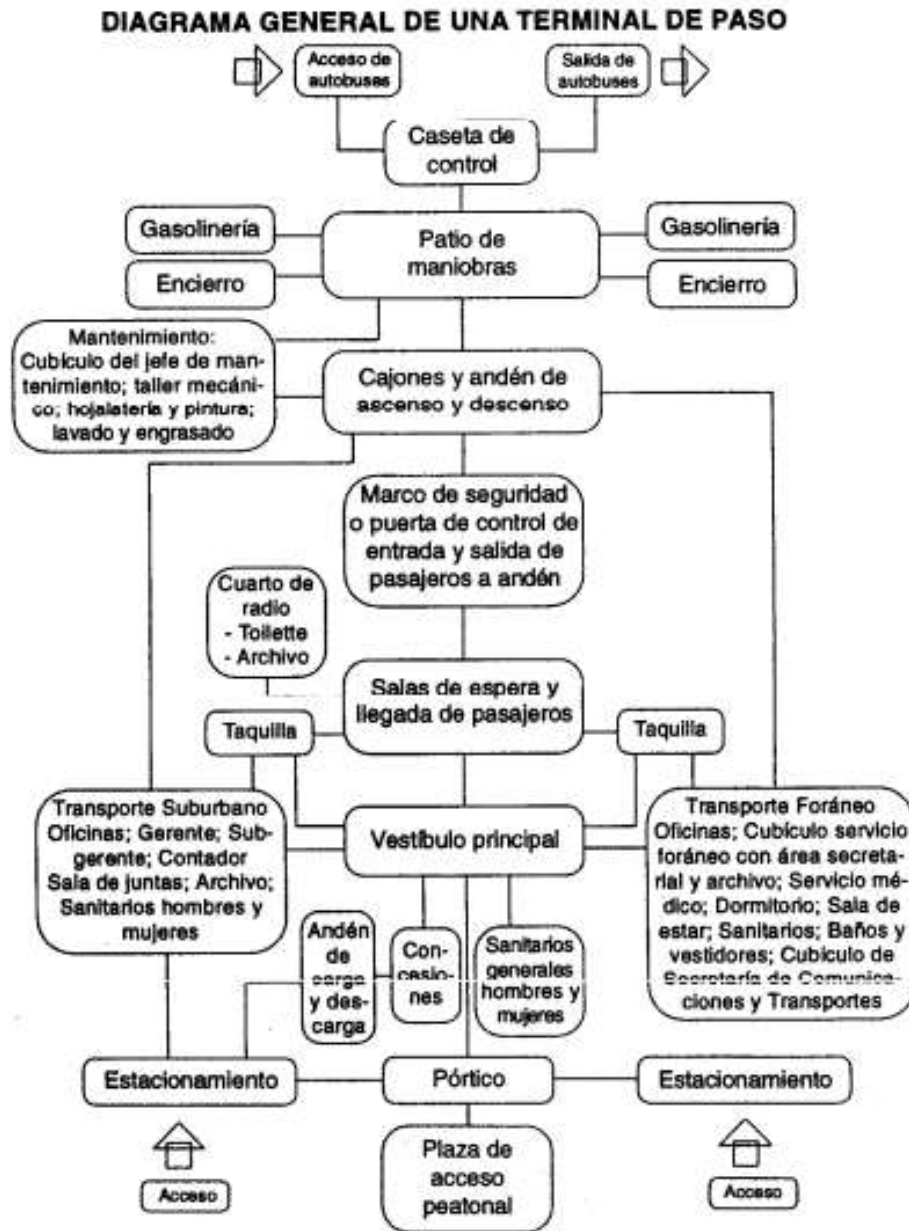 DIAGRAMA GENERAL DE UNA TERMINAL DE PASO
Acceso de
autobuses
Salida de
autobuses
Caseta de
control
Gasolinería
Patio de
maniobras
Gasolinería
Encierro
Encierro
Mantenimiento:
Cubículo del jefe de man-
tenimiento; taller mecáni-
co; hojalatería y pintura;
lavado y engrasado
Cajones y andén de
ascenso y descenso
Marco de seguridad
o puerta de control de
entrada y salida de
pasajeros a andén
Cuarto de
radio
- Toilette
- Archivo
Salas de espera y
llegada de pasajeros
Taquilla
Taquilla
Transporte Suburbano
Oficinas; Gerente; Sub-
gerente; Contador
Sala de juntas; Archivo;
Sanitarios hombres y
mujeres
Vestíbulo principal
Transporte Foráneo
Oficinas; Cubículo servicio
foráneo con área secreta-
rial y archivo; Servicio mé-
dico; Dormitorio; Sala de
estar; Sanitarios; Baños y
vestidores; Cubículo de
Secretaría de Comunica-
ciones y Transportes
Andén
de
carga
y des-
carga
Con-
cesio-
nes
Sanitarios
generales
hombres y
mujeres
Estacionamiento
Pórtico
Estacionamiento
Acceso
Plaza de
acceso
peatonal
Acceso